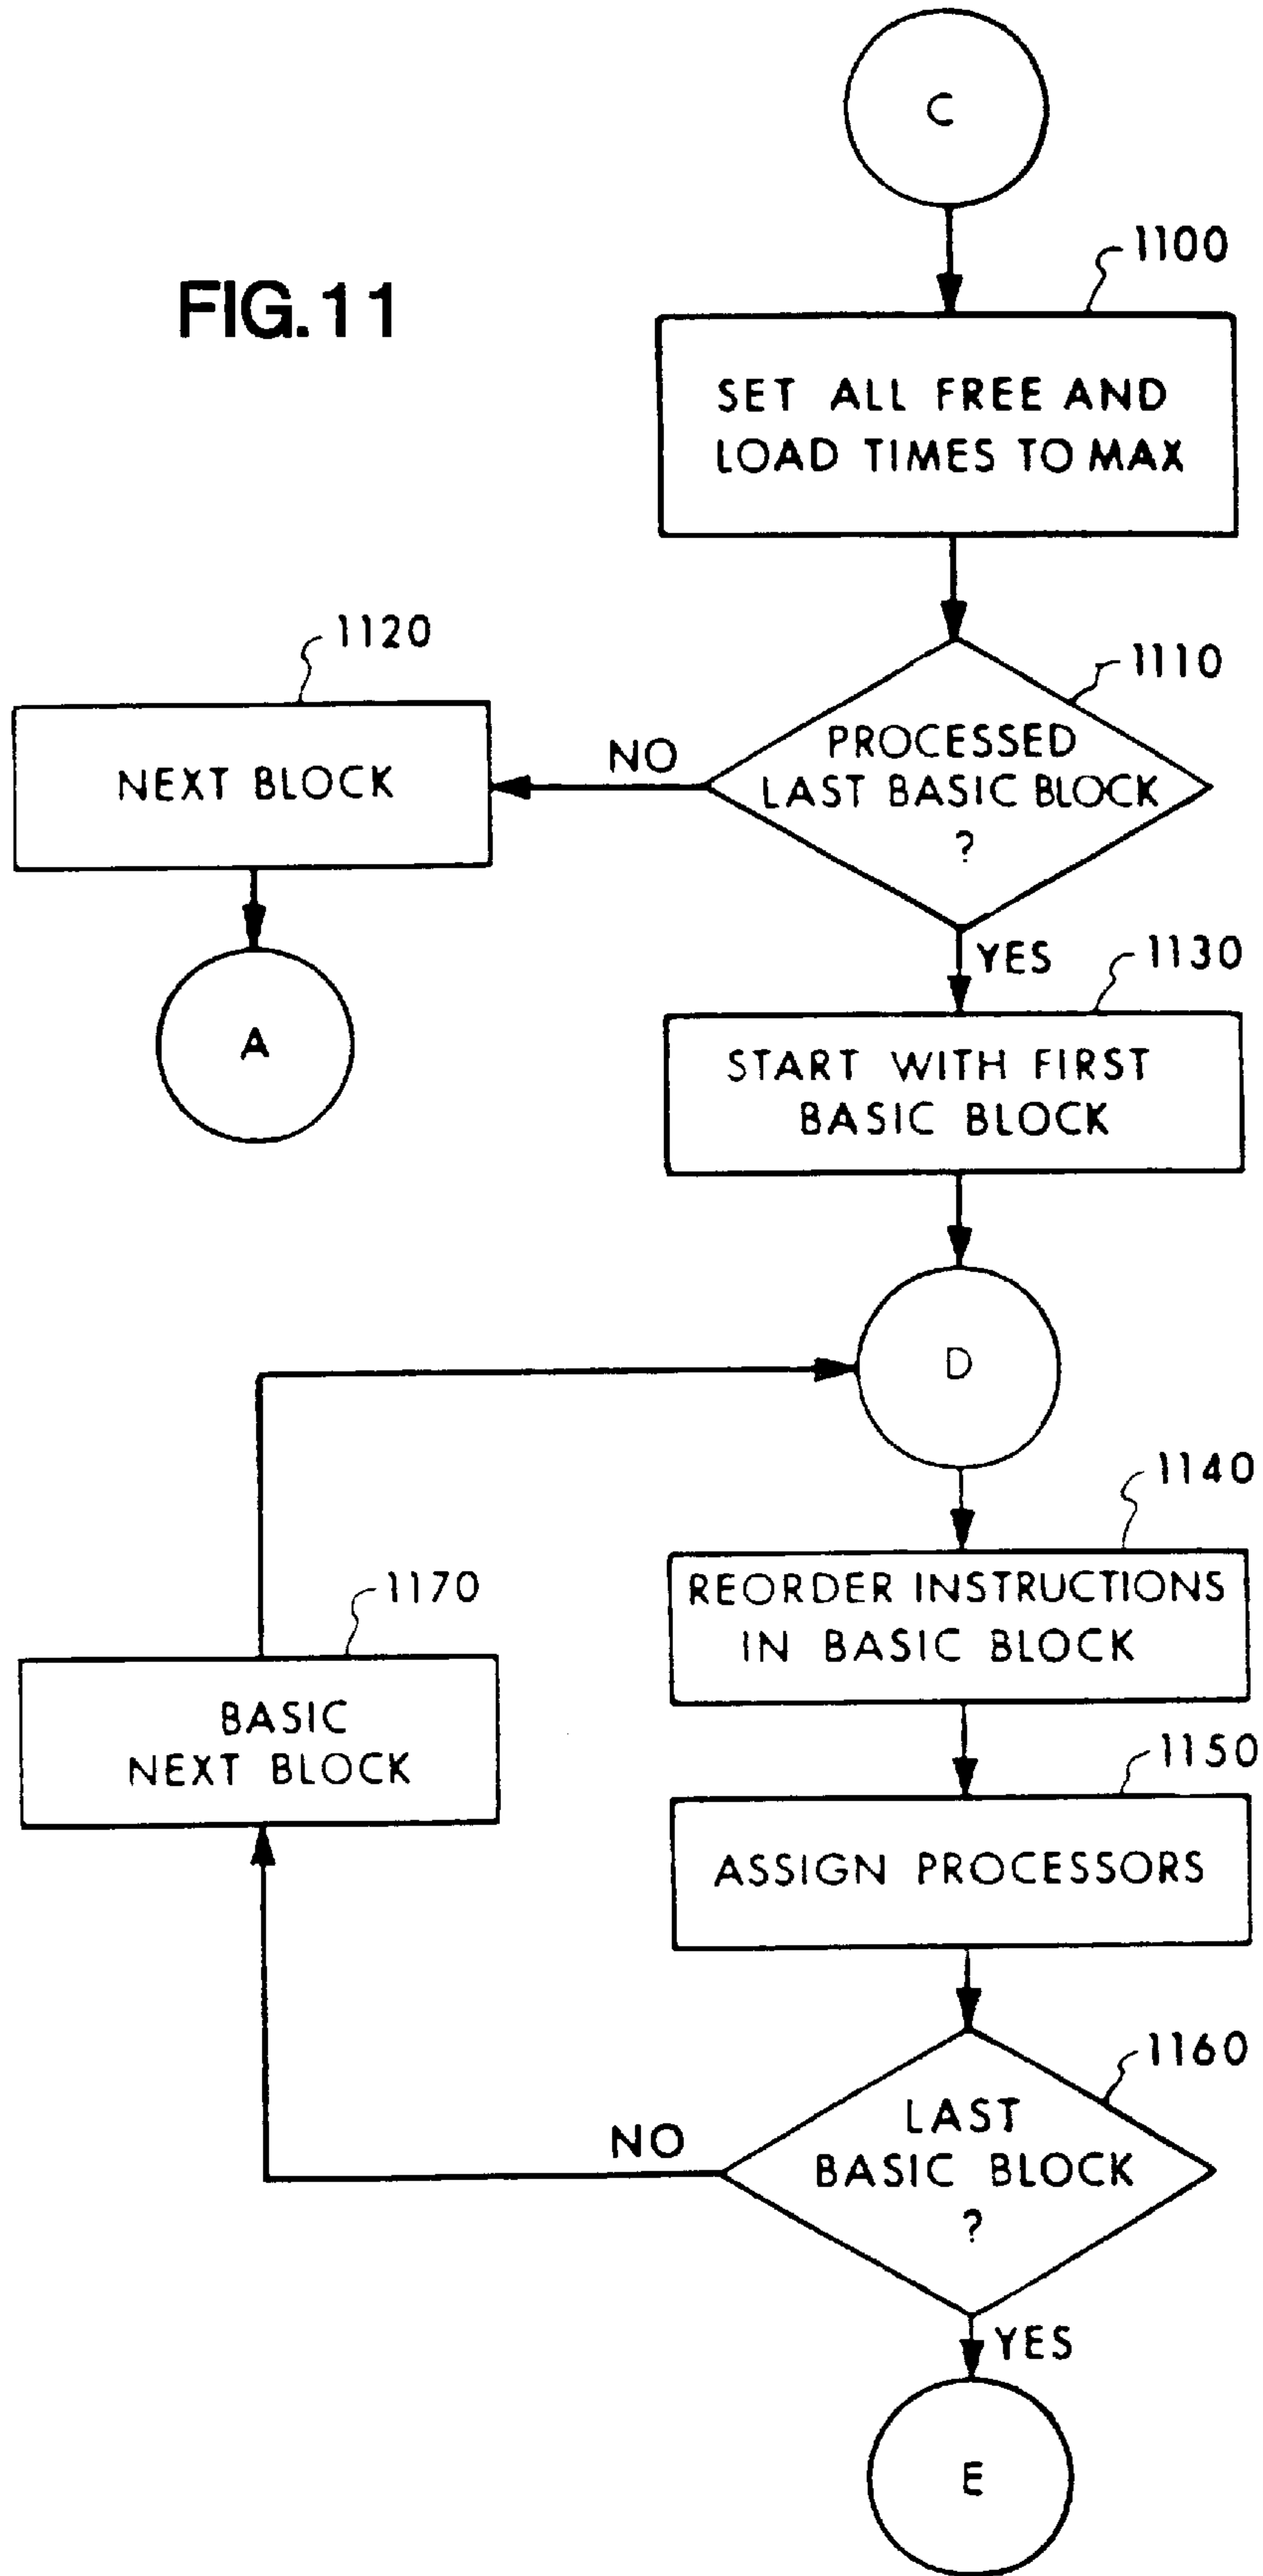 C
1100
FIG.11
SET ALL FREE AND
LOAD TIMES TO MAX
1120
1110
NEXT BLOCK
NO
PROCESSED
LAST BASIC BLOCK
?
YES
1130
A
START WITH FIRST
BASIC BLOCK
D
1140
REORDER INSTRUCTIONS
IN BASIC BLOCK
1170
BASIC
NEXT BLOCK
1150
ASSIGN PROCESSORS
1160
NO
LAST
BASIC BLOCK
?
YES
E